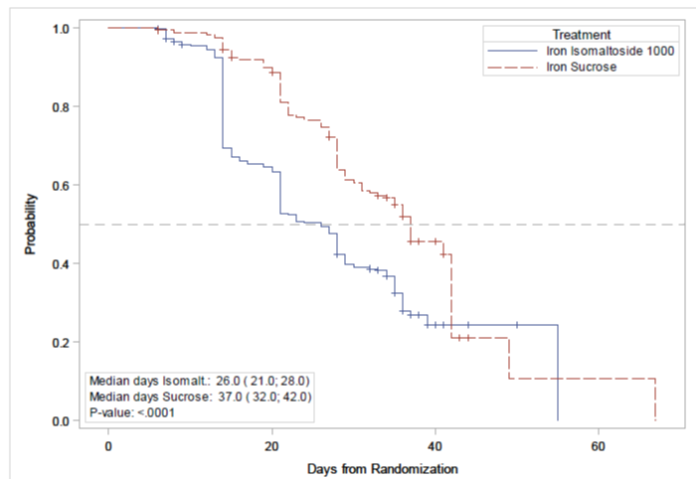 Treatment
Iron Isomaltoside 1000
Iron Sucrose
1.0
0.8
0.6
0.4
0.2
0.0
Probability
Median days Isomalt.: 26.0 ( 21.0; 28.0)
Median days Sucrose: 37.0 ( 32.0; 42.0)
P-value: <.0001
0 20 40 60
Days from Randomization